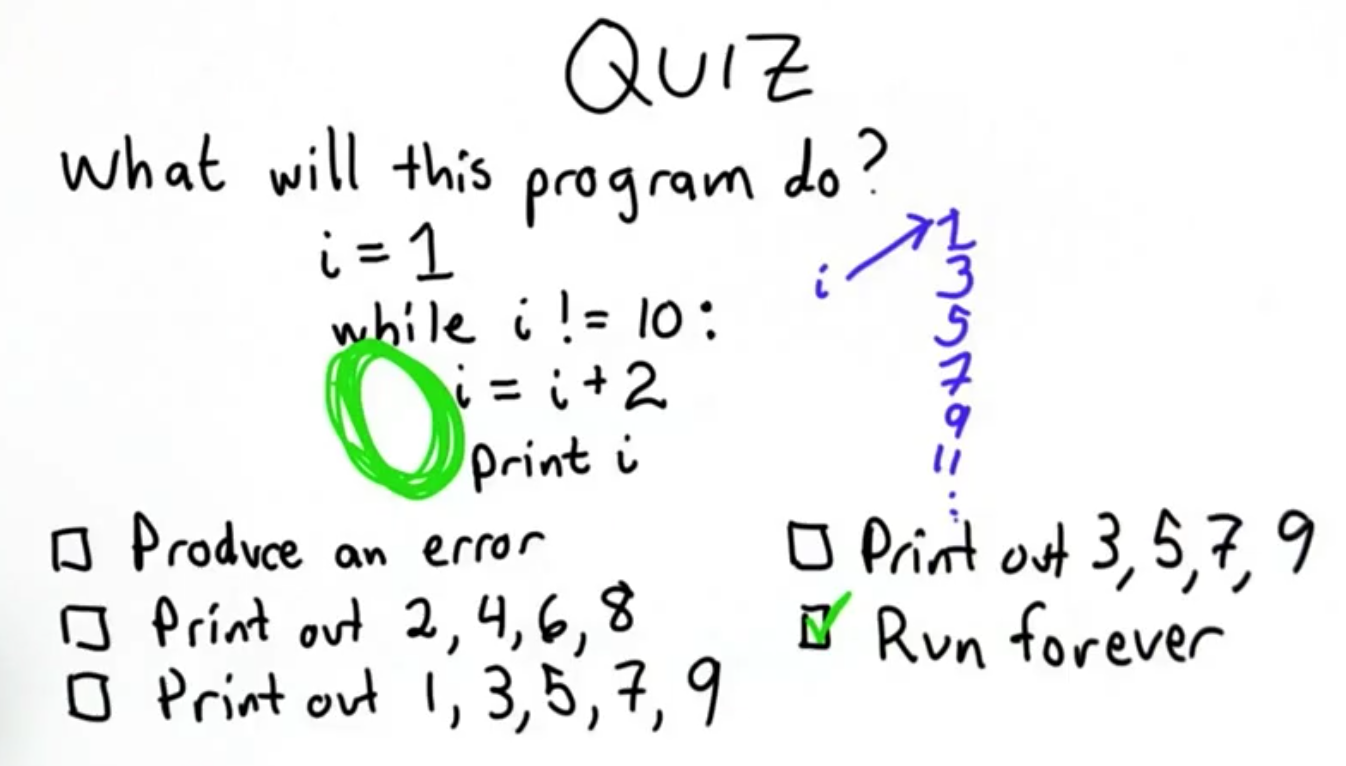 QUIZ
What will this program do?
i = 1
while i != 10:
i = i + 2
print i
i
1
3
5
7
9
11
:
Produce an error
Print out 2, 4, 6, 8
Print out 1, 3, 5, 7, 9
Print out 3, 5, 7, 9
Run forever